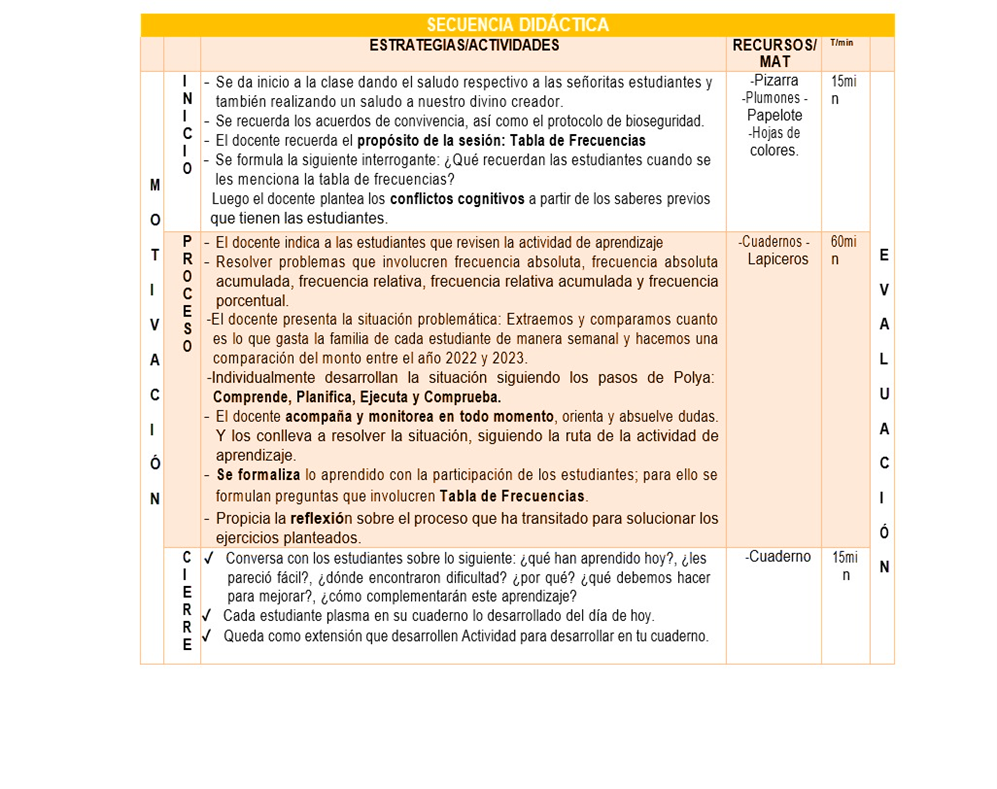 SECUENCIA DIDÁCTICA
ESTRATEGIAS/ACTIVIDADES
RECURSOS/
MAT
T/min
MOTIVACIÓN
INICIO
- Se da inicio a la clase dando el saludo respectivo a las señoritas estudiantes y
también realizando un saludo a nuestro divino creador.
- Se recuerda los acuerdos de convivencia, así como el protocolo de bioseguridad.
- El docente recuerda el propósito de la sesión: Tabla de Frecuencias
- Se formula la siguiente interrogante: ¿Qué recuerdan las estudiantes cuando se
les menciona la tabla de frecuencias?
Luego el docente plantea los conflictos cognitivos a partir de los saberes previos
que tienen las estudiantes.
-Pizarra
-Plumones -
Papelote
-Hojas de
colores.
15mi
n
PROCESO
- El docente indica a las estudiantes que revisen la actividad de aprendizaje
- Resolver problemas que involucren frecuencia absoluta, frecuencia absoluta
acumulada, frecuencia relativa, frecuencia relativa acumulada y frecuencia
porcentual.
-El docente presenta la situación problemática: Extraemos y comparamos cuanto
es lo que gasta la familia de cada estudiante de manera semanal y hacemos una
comparación del monto entre el año 2022 y 2023.
-Individualmente desarrollan la situación siguiendo los pasos de Polya:
Comprende, Planifica, Ejecuta y Comprueba.
- El docente acompaña y monitorea en todo momento, orienta y absuelve dudas.
Y los conlleva a resolver la situación, siguiendo la ruta de la actividad de
aprendizaje.
- Se formaliza lo aprendido con la participación de los estudiantes; para ello se
formulan preguntas que involucren Tabla de Frecuencias.
- Propicia la reflexión sobre el proceso que ha transitado para solucionar los
ejercicios planteados.
-Cuadernos -
Lapiceros
60mi
n
CIERRE
✓ Conversa con los estudiantes sobre lo siguiente: ¿qué han aprendido hoy?, ¿les
pareció fácil?, ¿dónde encontraron dificultad? ¿por qué? ¿qué debemos hacer
para mejorar?, ¿cómo complementarán este aprendizaje?
✓ Cada estudiante plasma en su cuaderno lo desarrollado del día de hoy.
✓ Queda como extensión que desarrollen Actividad para desarrollar en tu cuaderno.
-Cuaderno
15mi
n
EVALUACIÓN